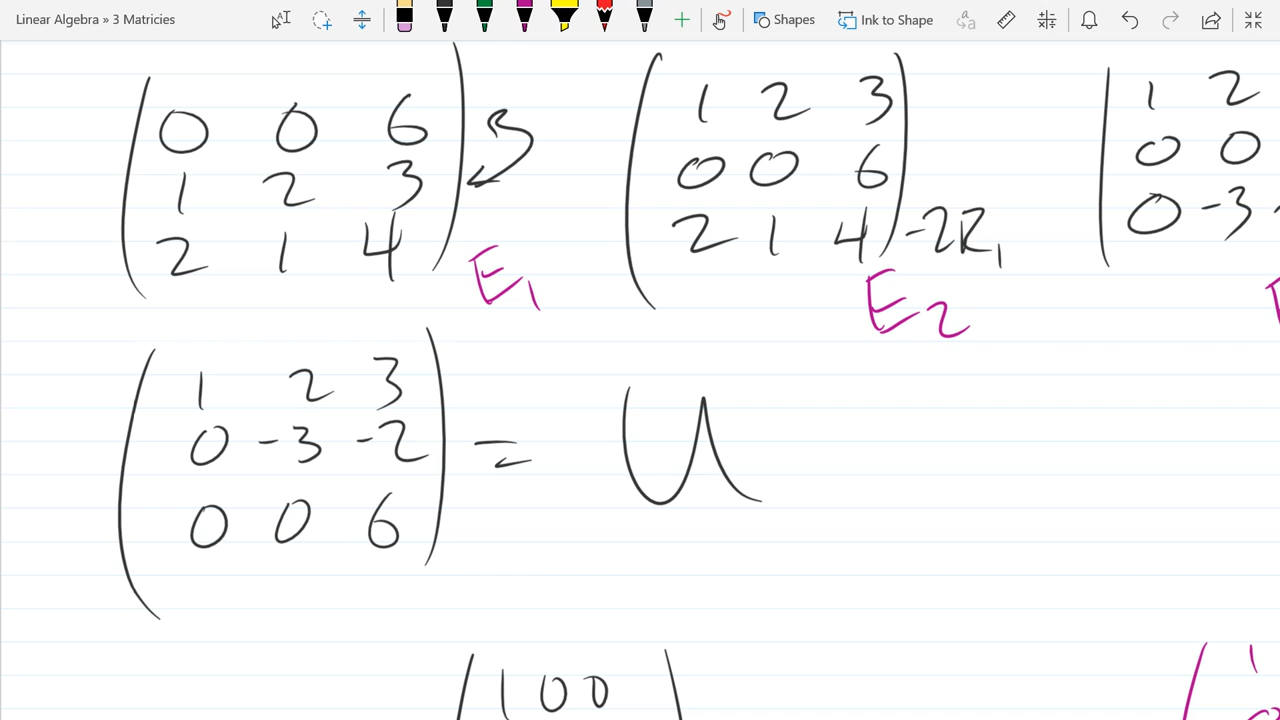 Linear Algebra » 3 Matricies
Shapes
Ink to Shape
0 0 6
1 2 3
2 1 4
E1
1 2 3
0 0 6
2 1 4 -2R1
E2
1 2
0 0
0 -3
1 2 3
0 -3 -2
0 0 6
= U
1 0 0
1